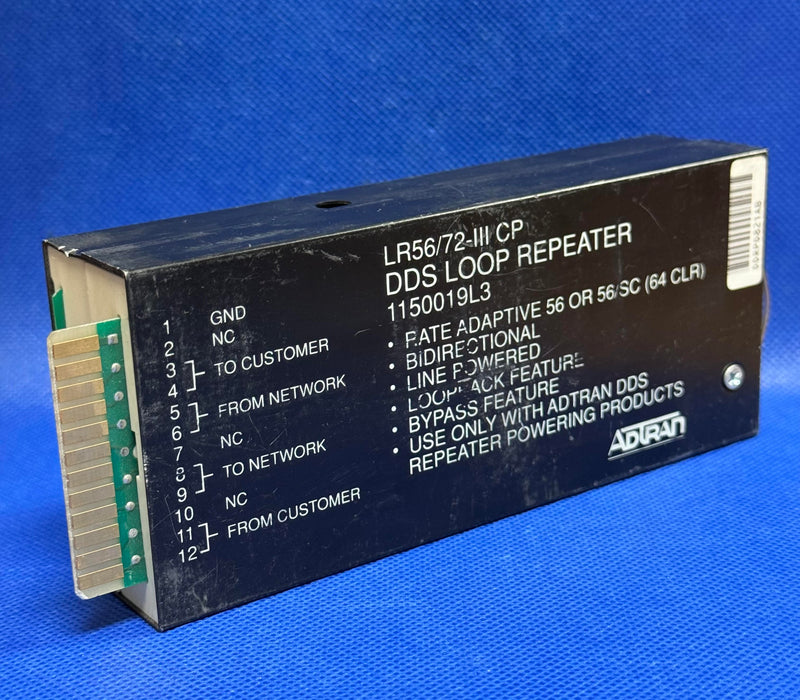 LR56/72-III CP
DDS LOOP REPEATER
1150019L3
• RATE ADAPTIVE 56 OR 56/SC (64 CLR)
• BIDIRECTIONAL
• LINE POWERED
• LOOPBACK FEATURE
• BYPASS FEATURE
• USE ONLY WITH ADTRAN DDS
REPEATER POWERING PRODUCTS
1 GND
2 NC
3
4 TO CUSTOMER
5
6 FROM NETWORK
7 NC
8
9 TO NETWORK
10 NC
11
12 FROM CUSTOMER
ADTRAN